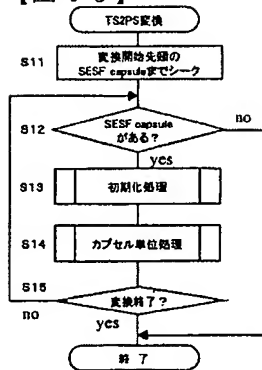 TS2PS変換
S11
変換開始先頭の
SESF capsuleまでシーク
S12
SESF capsule
がある?
no
yes
S13
初期化処理
S14
カプセル単位処理
S15
変換終了?
no
yes
終 了